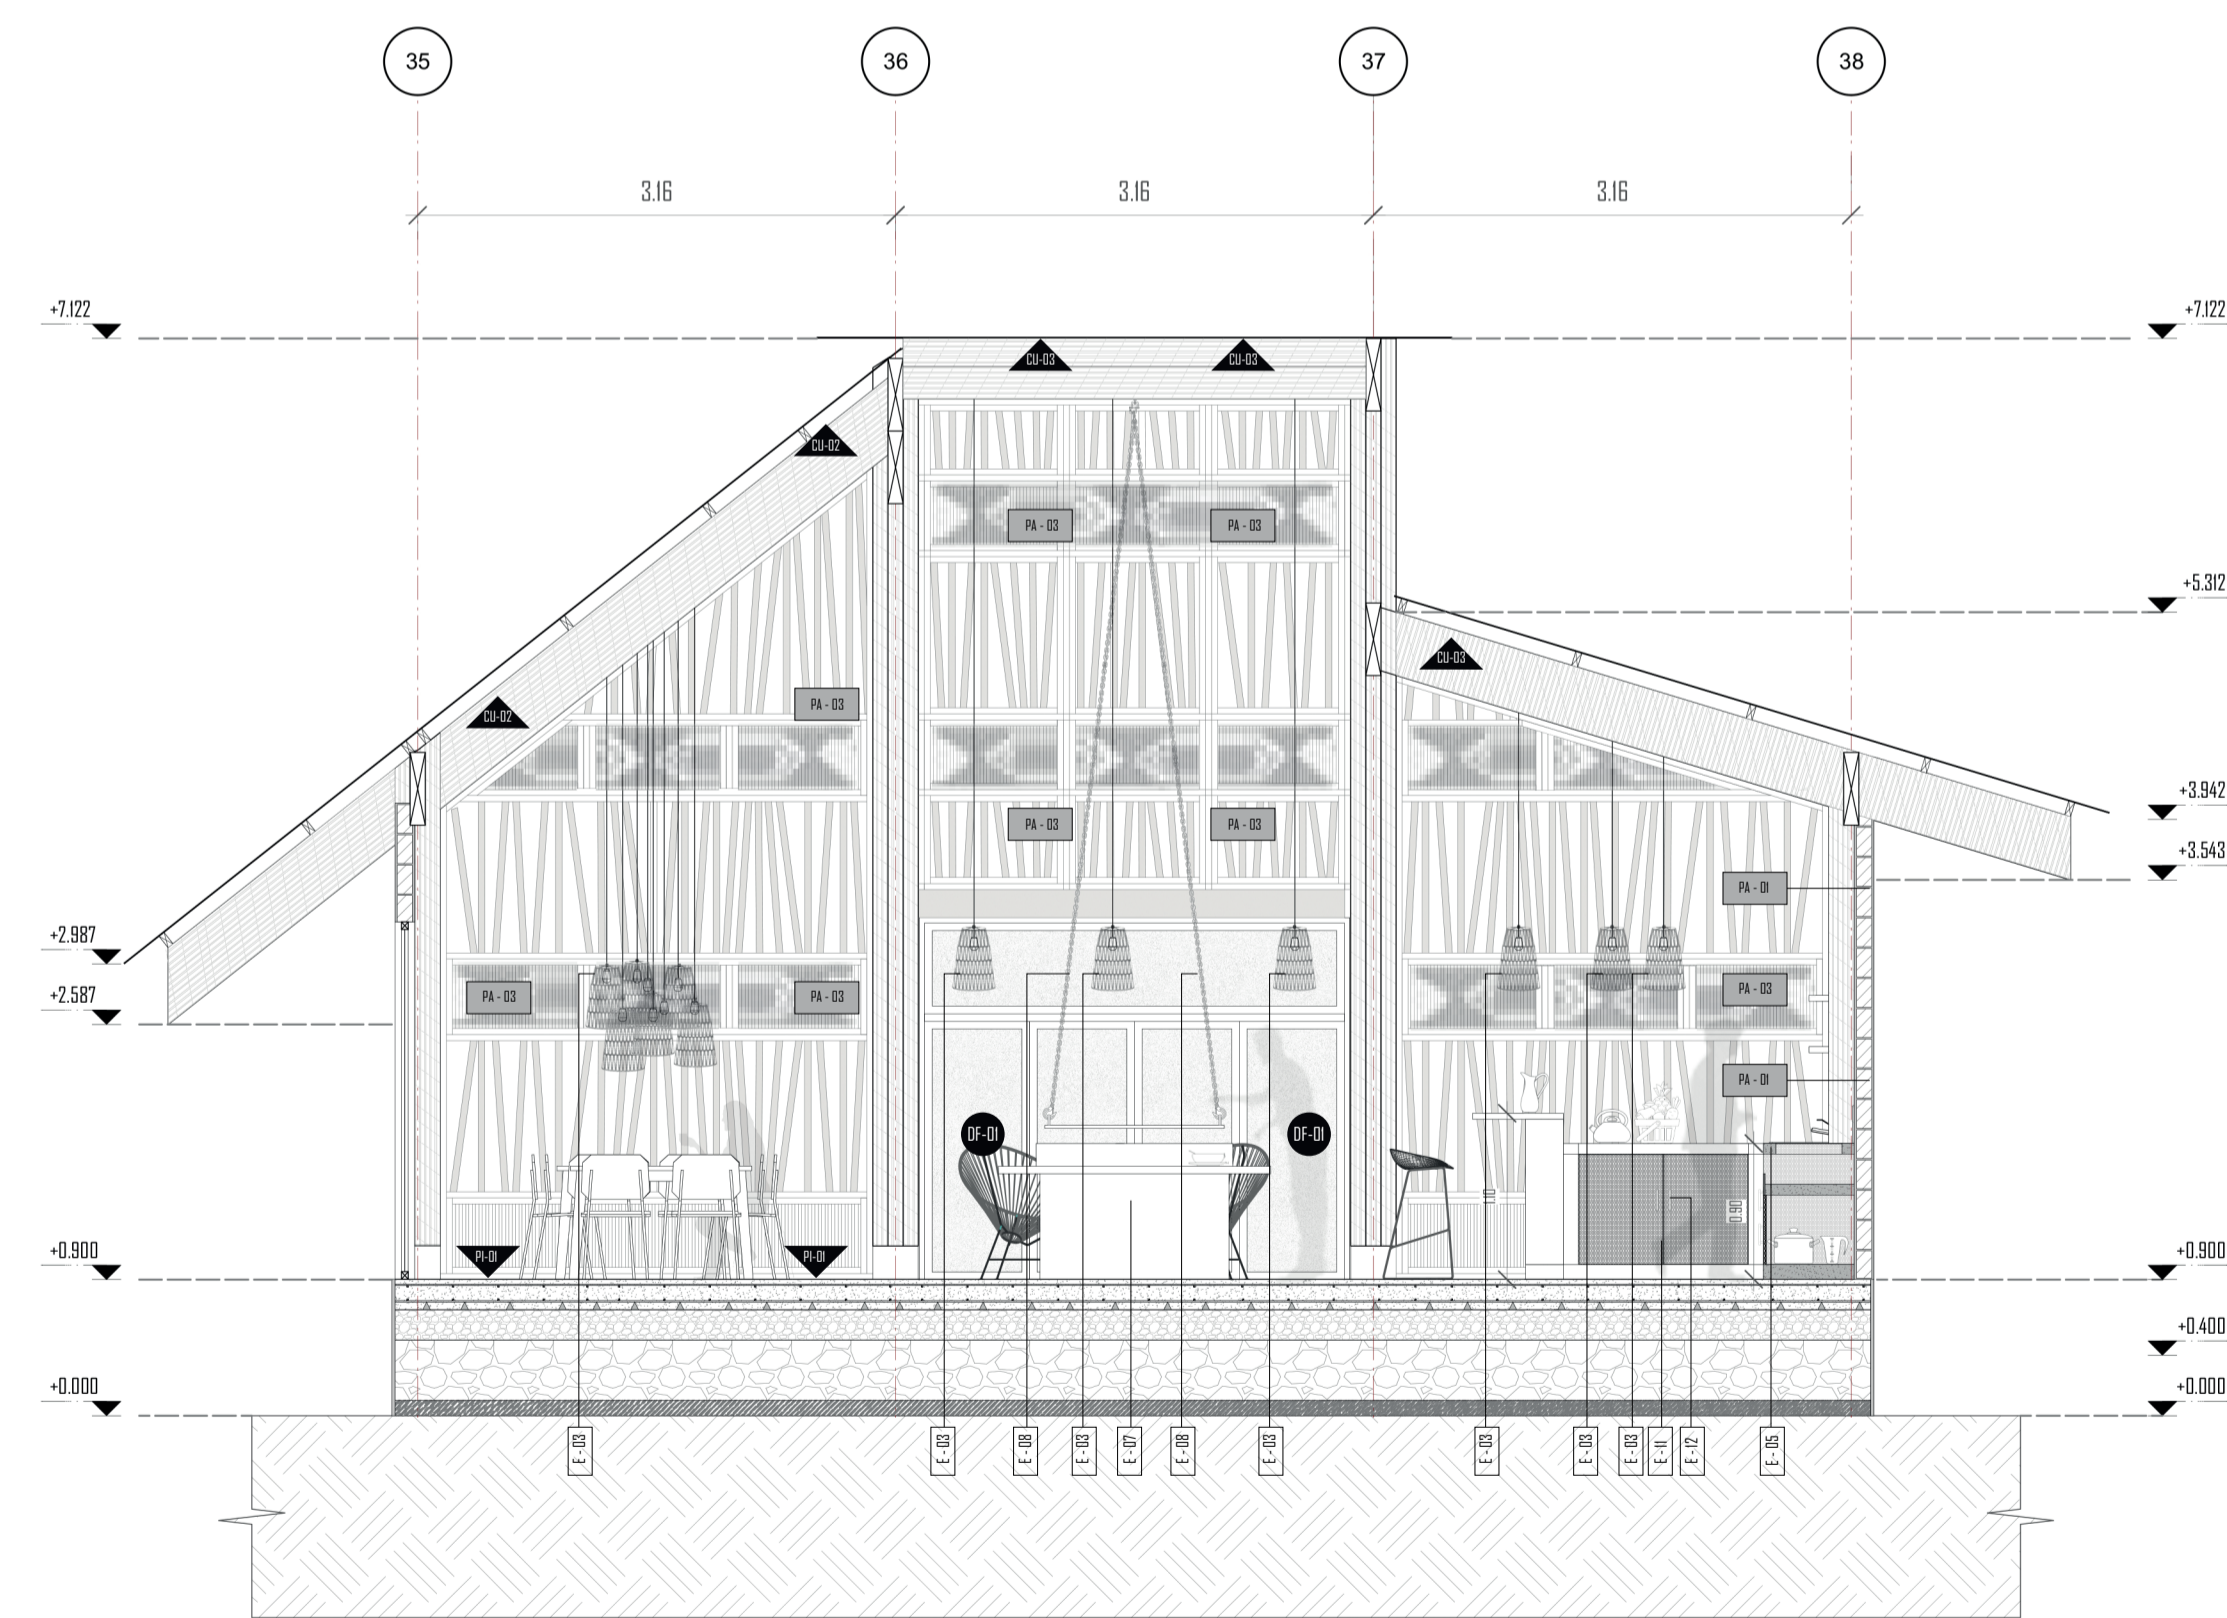 35
36
37
38
3.16
3.16
3.16
+7.122
+7.122
CU-03
CU-03
CU-02
PA - 03
PA - 03
+5.312
CU-03
PA - 03
CU-02
+3.942
PA - 03
PA - 03
+3.543
PA - 01
+2.987
PA - 03
PA - 03
PA - 03
+2.587
PA - 01
DF-01
DF-01
1.10
0.90
PI-01
PI-01
+0.900
+0.900
+0.400
+0.000
+0.000
E - 03
E - 03
E - 08
E - 03
E - 07
E - 08
E - 03
E - 03
E - 03
E - 03
E - 11
E - 12
E - 05